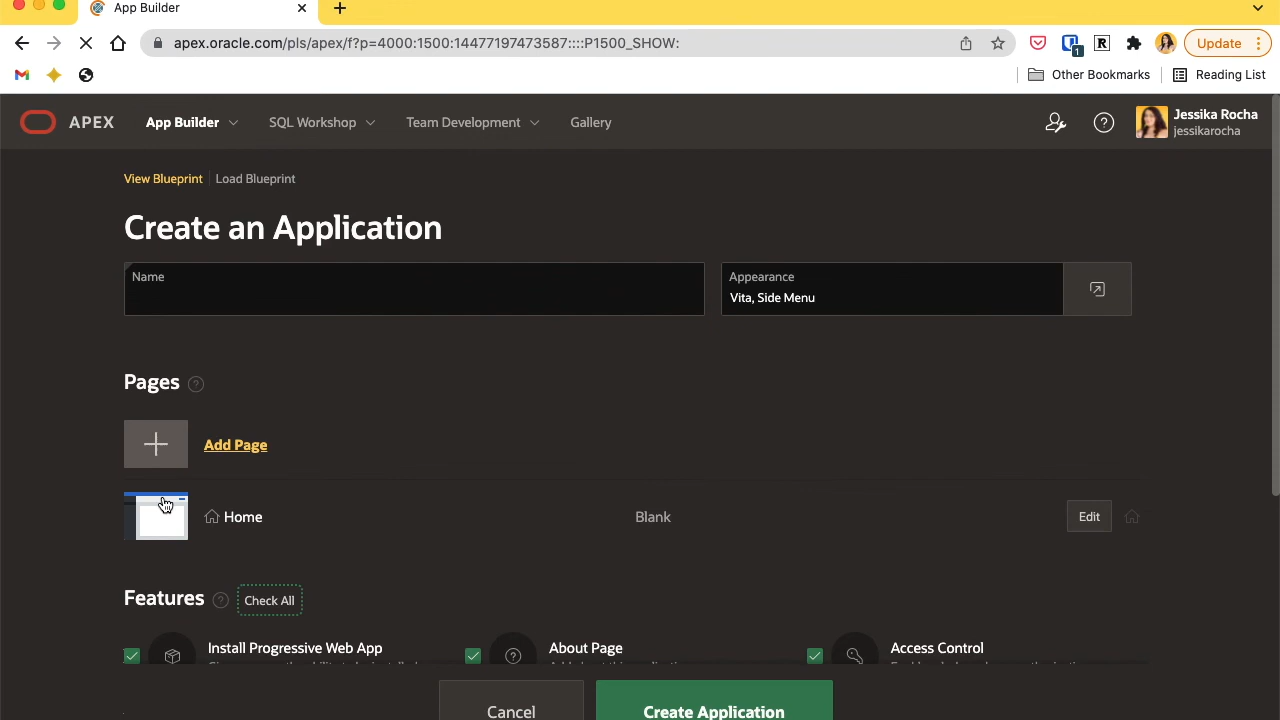 App Builder
apex.oracle.com/pls/apex/f?p=4000:1500:14477197473587::::P1500_SHOW:
1
R
Update
Other Bookmarks
Reading List
APEX
App Builder
SQL Workshop
Team Development
Gallery
Jessika Rocha
jessikarocha
View Blueprint
Load Blueprint
Create an Application
Name
Appearance
Vita, Side Menu
Pages
Add Page
Home
Blank
Edit
Features
Check All
Install Progressive Web App
About Page
Access Control
Cancel
Create Application